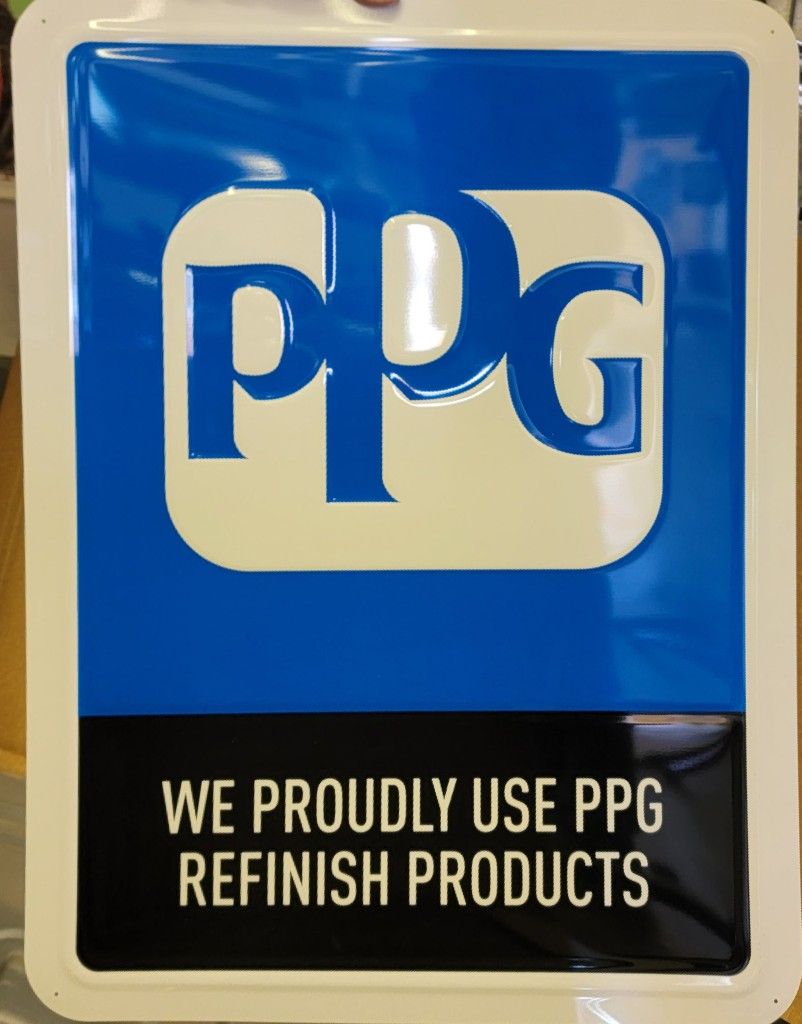 PPG
WE PROUDLY USE PPG
REFINISH PRODUCTS